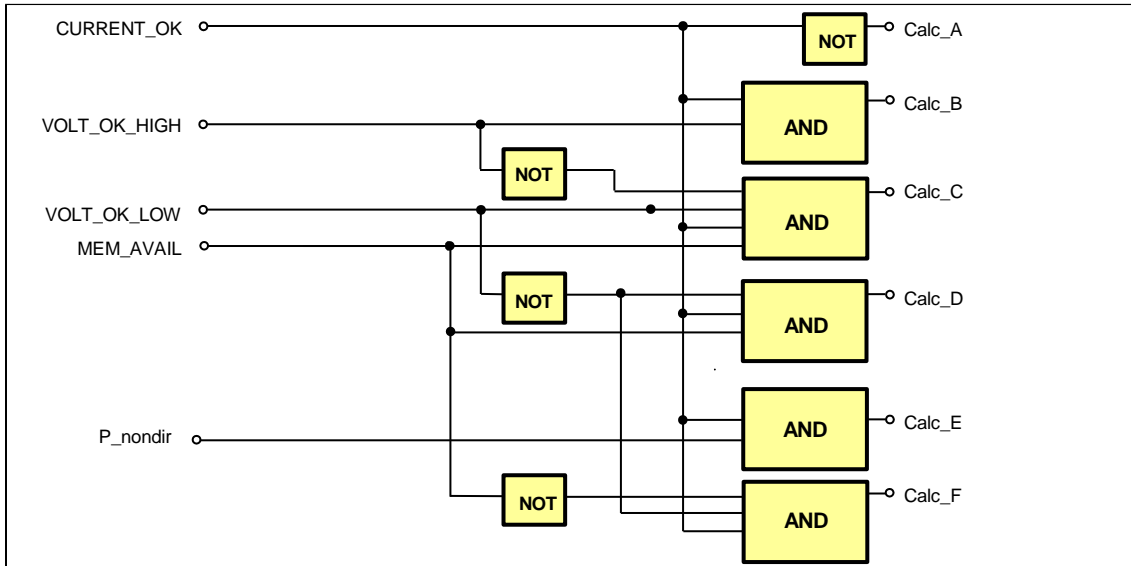 CURRENT_OK
NOT
Calc_A
VOLT_OK_HIGH
AND
Calc_B
NOT
VOLT_OK_LOW
AND
Calc_C
MEM_AVAIL
NOT
AND
Calc_D
P_nondir
AND
Calc_E
NOT
AND
Calc_F